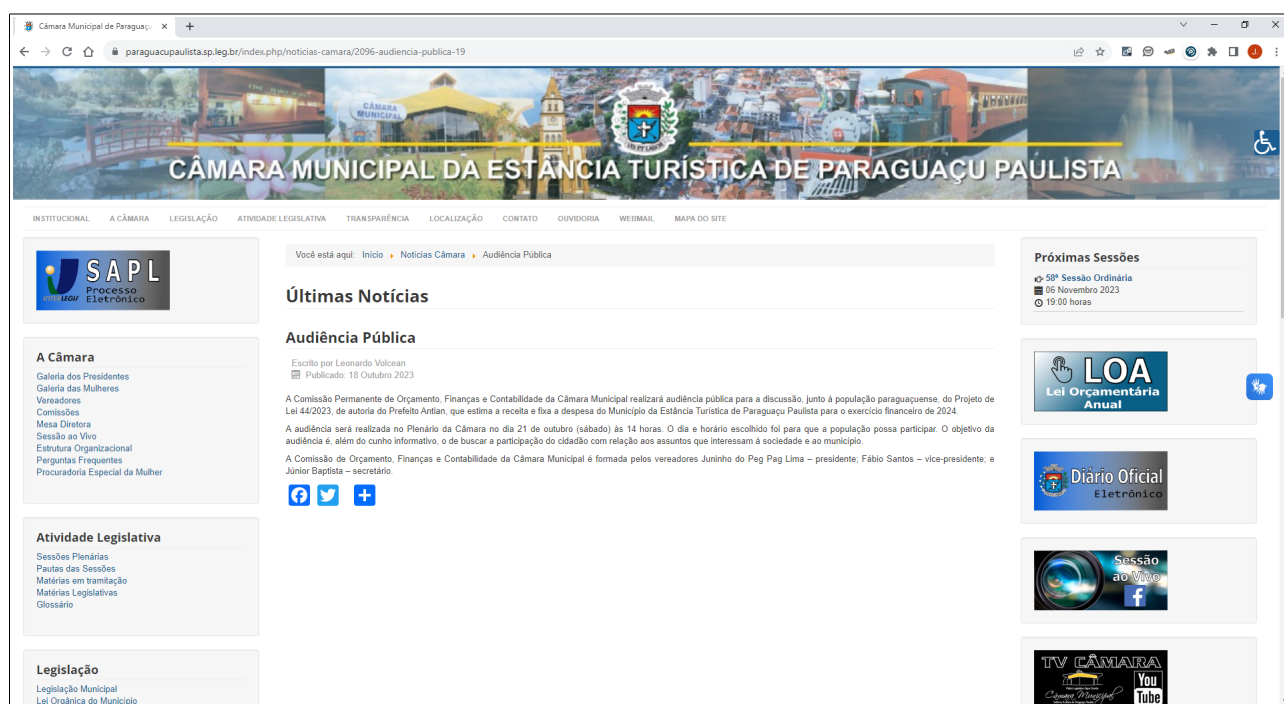 Câmara Municipal de Paraguaçu
paraguacupaulista.sp.leg.br/index.php/noticias-camara/2096-audiencia-publica-19
CÂMARA
MUNICIPAL
CÂMARA MUNICIPAL DA ESTÂNCIA TURÍSTICA DE PARAGUAÇU PAULISTA
INSTITUCIONAL A CÂMARA LEGISLAÇÃO ATIVIDADE LEGISLATIVA TRANSPARÊNCIA LOCALIZAÇÃO CONTATO OUVIDORIA WEBMAIL MAPA DO SITE
INTERLEGIS
SAPL
Processo
Eletrônico
A Câmara
Galeria dos Presidentes
Galeria das Mulheres
Vereadores
Comissões
Mesa Diretora
Sessão ao Vivo
Estrutura Organizacional
Perguntas Frequentes
Procuradoria Especial da Mulher
Atividade Legislativa
Sessões Plenárias
Pautas das Sessões
Matérias em tramitação
Matérias Legislativas
Glossário
Legislação
Legislação Municipal
Lei Orgânica do Município
Você está aqui: Início Notícias Câmara Audiência Pública
Últimas Notícias
Audiência Pública
Escrito por Leonardo Volcean
Publicado: 18 Outubro 2023
A Comissão Permanente de Orçamento, Finanças e Contabilidade da Câmara Municipal realizará audiência pública para a discussão, junto à população paraguaçuense, do Projeto de
Lei 44/2023, de autoria do Prefeito Antian, que estima a receita e fixa a despesa do Município da Estância Turística de Paraguaçu Paulista para o exercício financeiro de 2024.
A audiência será realizada no Plenário da Câmara no dia 21 de outubro (sábado) às 14 horas. O dia e horário escolhido foi para que a população possa participar. O objetivo da
audiência é, além do cunho informativo, o de buscar a participação do cidadão com relação aos assuntos que interessam à sociedade e ao município.
A Comissão de Orçamento, Finanças e Contabilidade da Câmara Municipal é formada pelos vereadores Juninho do Peg Pag Lima – presidente; Fábio Santos – vice-presidente; e
Júnior Baptista – secretário.
Próximas Sessões
58ª Sessão Ordinária
06 Novembro 2023
19:00 horas
LOA
Lei Orçamentária
Anual
Diário Oficial
Eletrônico
Sessão
ao Vivo
TV CÂMARA
Câmara Municipal
You
Tube